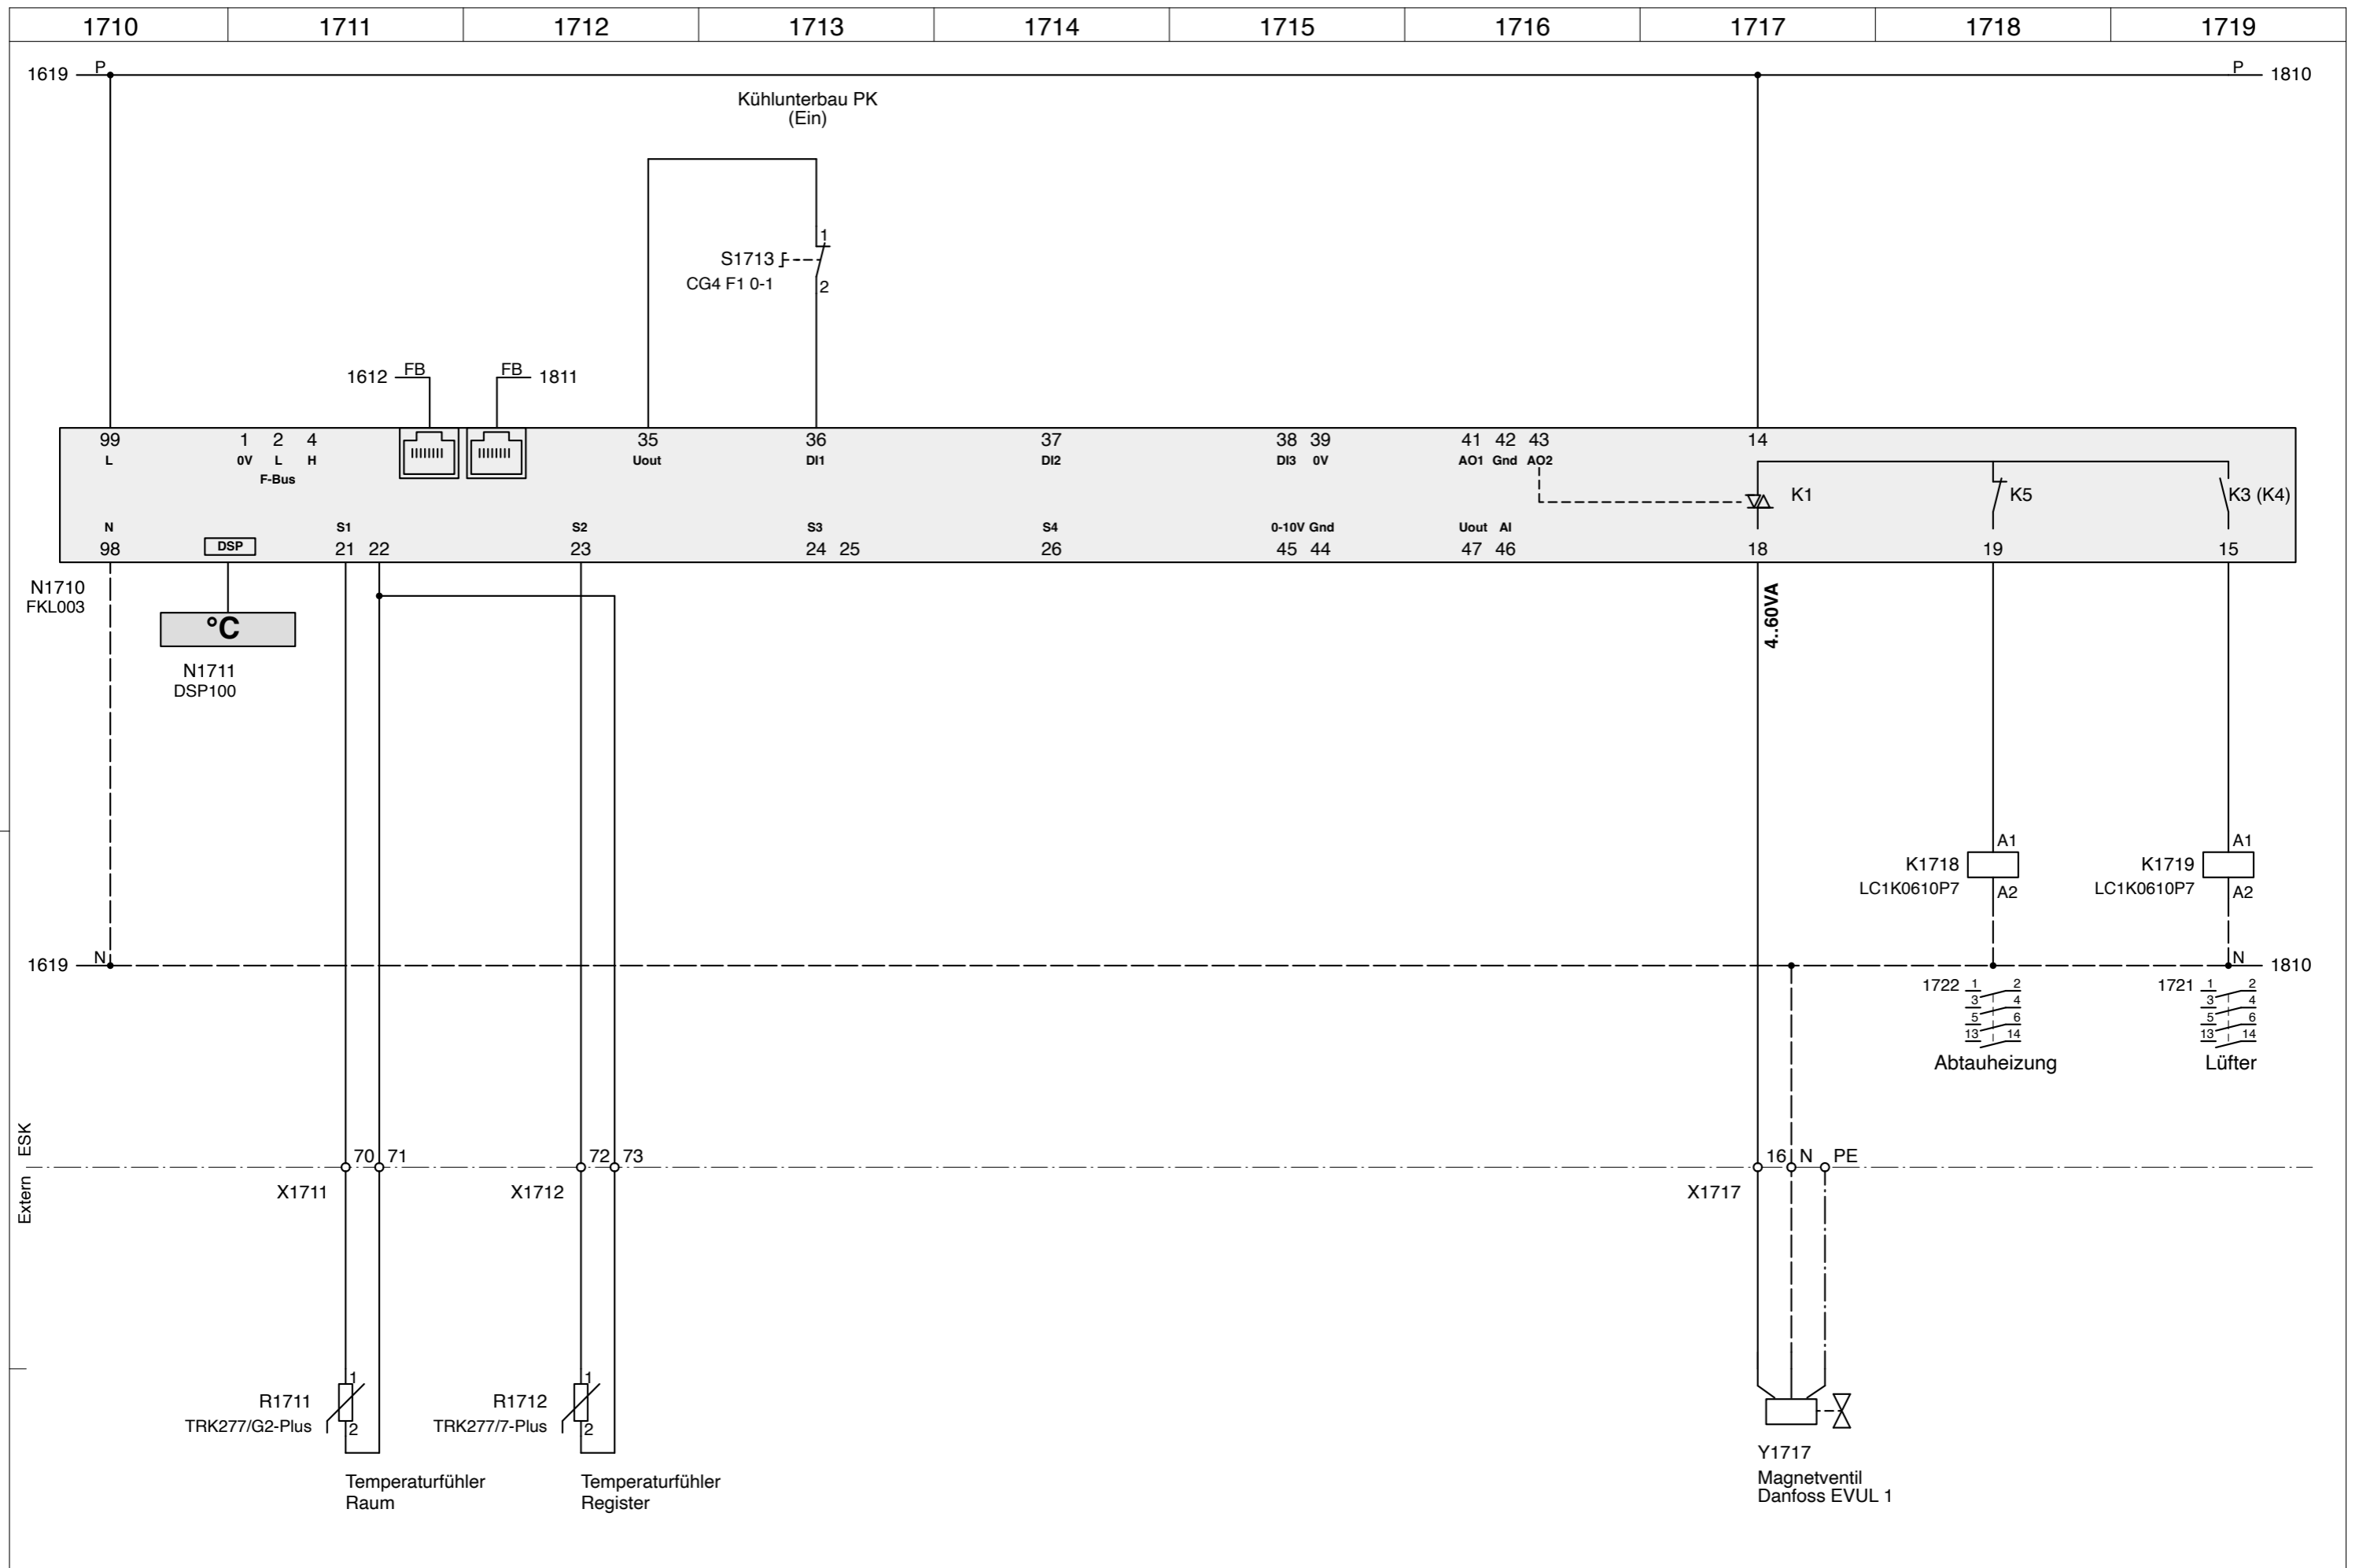 1710 1711 1712 1713 1714 1715 1716 1717 1718 1719
1619 P P 1810
Kühlunterbau PK
(Ein)
1
S1713
CG4 F1 0-1
2
1612 FB FB 1811
99 1 2 4 35 36 37 38 39 41 42 43 14
L 0V L H Uout DI1 DI2 DI3 0V AO1 Gnd AO2
F-Bus
K1 K5 K3 (K4)
N S1 S2 S3 S4 0-10V Gnd Uout AI
98 DSP 21 22 23 24 25 26 45 44 47 46 18 19 15
N1710
FKL003
°C
4..60VA
N1711
DSP100
A1 A1
K1718 K1719
LC1K0610P7 LC1K0610P7
A2 A2
1619 N N 1810
1722 1 2 1721 1 2
3 4 3 4
5 6 5 6
13 14 13 14
Abtauheizung Lüfter
ESK
70 71 72 73 16 N PE
Extern
X1711 X1712 X1717
1 1
R1711 R1712
TRK277/G2-Plus TRK277/7-Plus
2 2
Y1717
Temperaturfühler Temperaturfühler Magnetventil
Raum Register Danfoss EVUL 1